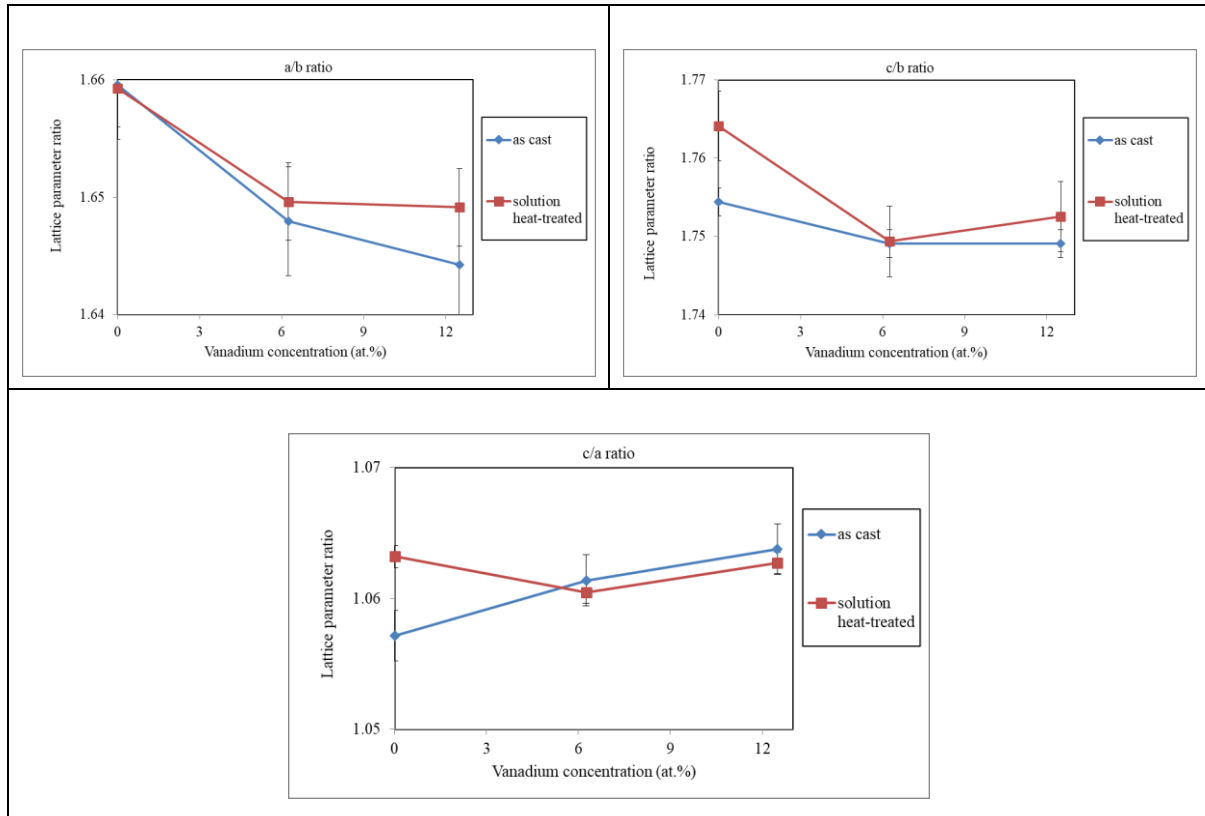 a/b ratio
1.66
1.65
1.64
Lattice parameter ratio
0
3
6
9
12
Vanadium concentration (at.%)
as cast
solution
heat-treated
c/b ratio
1.77
1.76
1.75
1.74
Lattice parameter ratio
0
3
6
9
12
Vanadium concentration (at.%)
as cast
solution
heat-treated
c/a ratio
1.07
1.06
1.05
Lattice parameter ratio
0
3
6
9
12
Vanadium concentration (at.%)
as cast
solution
heat-treated